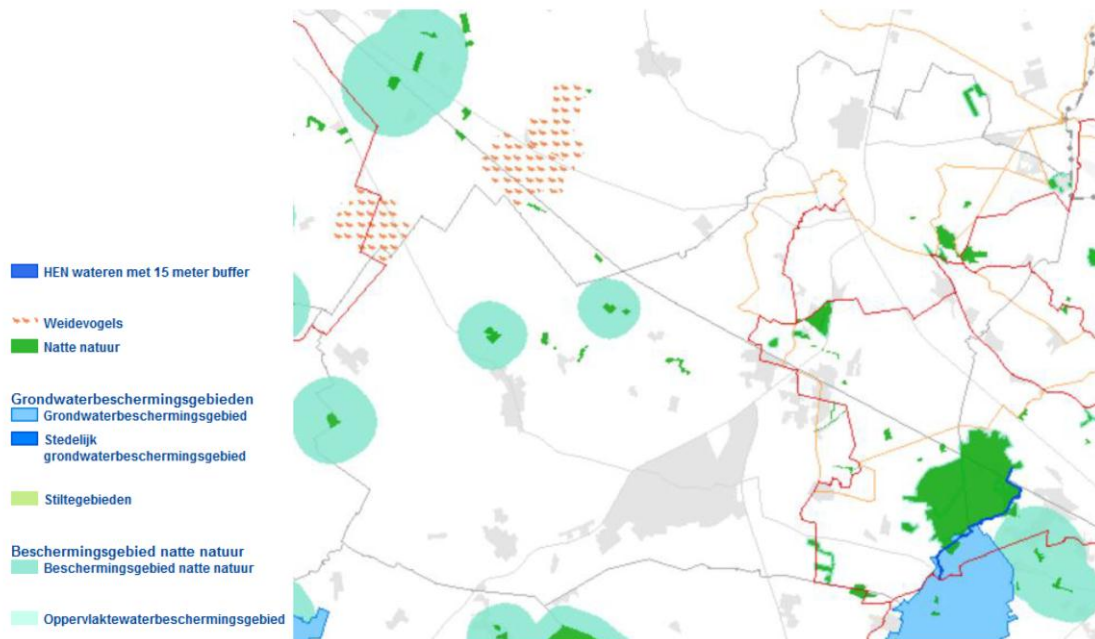 HEN wateren met 15 meter buffer
Weidevogels
Natte natuur
Grondwaterbeschermingsgebieden
Grondwaterbeschermingsgebied
Stedelijk
grondwaterbeschermingsgebied
Stiltegebieden
Beschermingsgebied natte natuur
Beschermingsgebied natte natuur
Oppervlaktewaterbeschermingsgebied